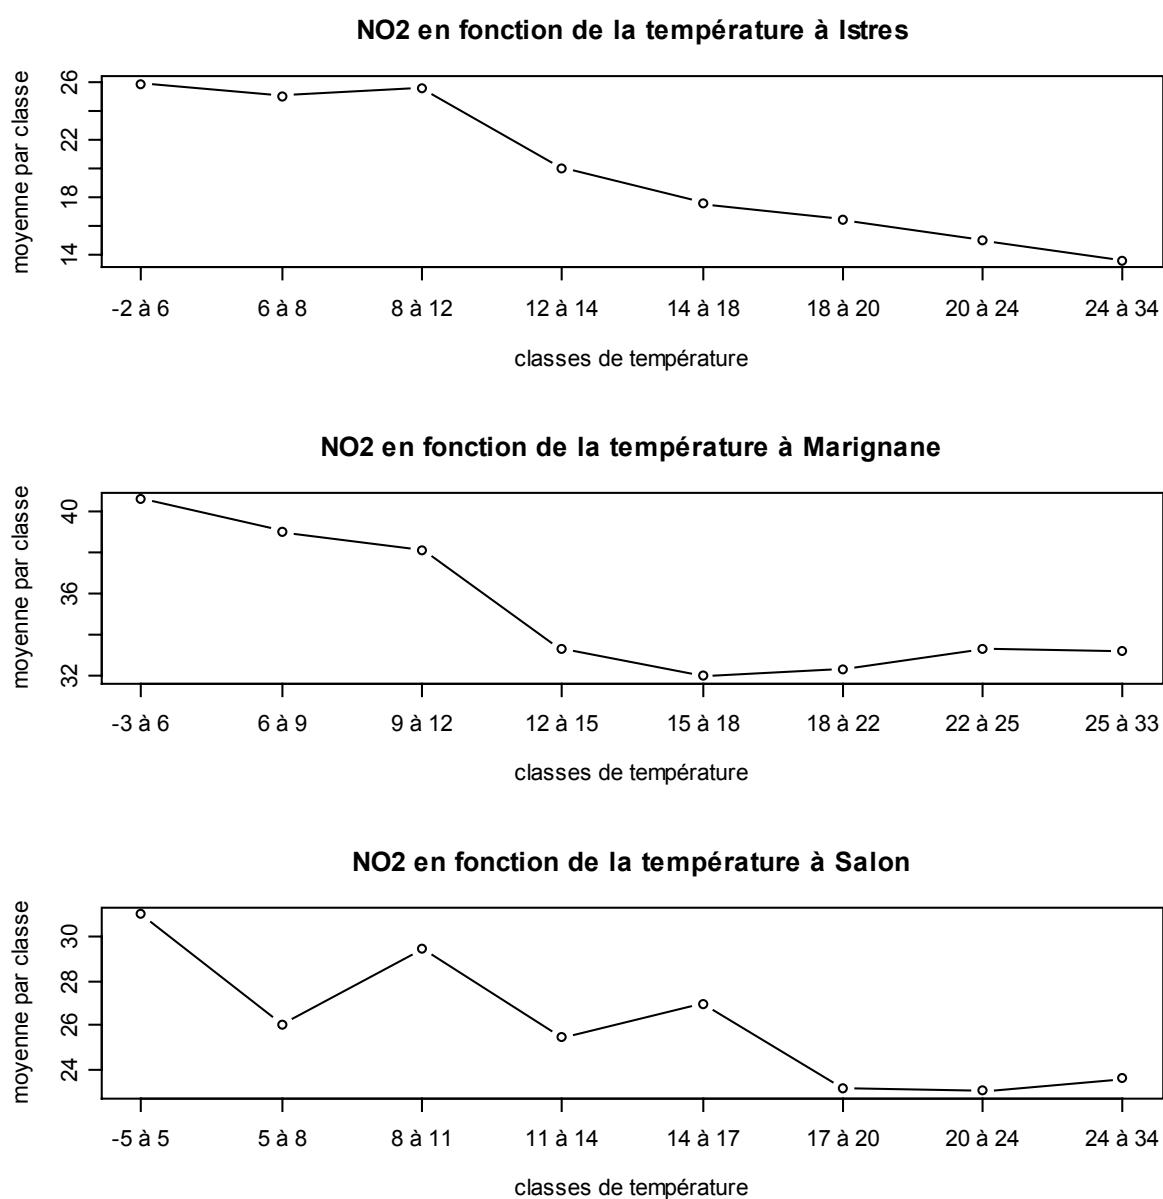 NO2 en fonction de la température à Istres
moyenne par classe
26
22
18
14
-2 à 6 6 à 8 8 à 12 12 à 14 14 à 18 18 à 20 20 à 24 24 à 34
classes de température
NO2 en fonction de la température à Marignane
moyenne par classe
40
36
32
-3 à 6 6 à 9 9 à 12 12 à 15 15 à 18 18 à 22 22 à 25 25 à 33
classes de température
NO2 en fonction de la température à Salon
moyenne par classe
30
28
26
24
-5 à 5 5 à 8 8 à 11 11 à 14 14 à 17 17 à 20 20 à 24 24 à 34
classes de température